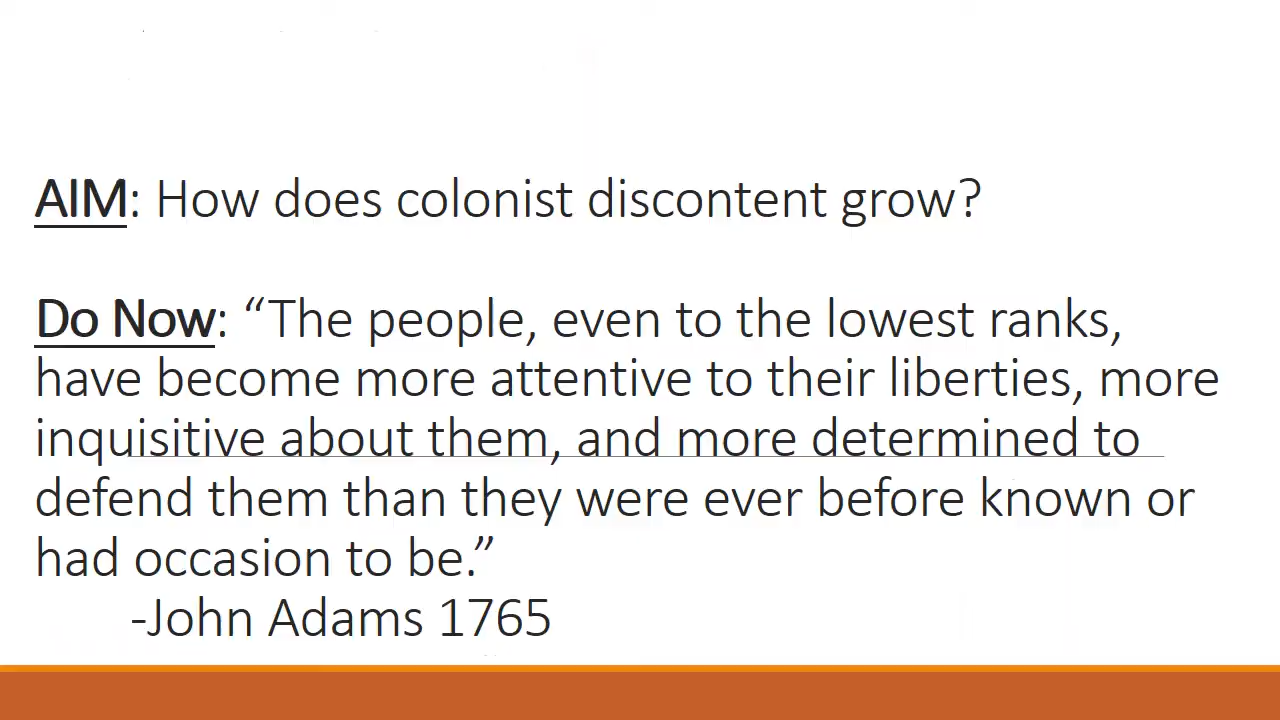 AIM: How does colonist discontent grow?
Do Now: “The people, even to the lowest ranks,
have become more attentive to their liberties, more
inquisitive about them, and more determined to
defend them than they were ever before known or
had occasion to be.”
-John Adams 1765